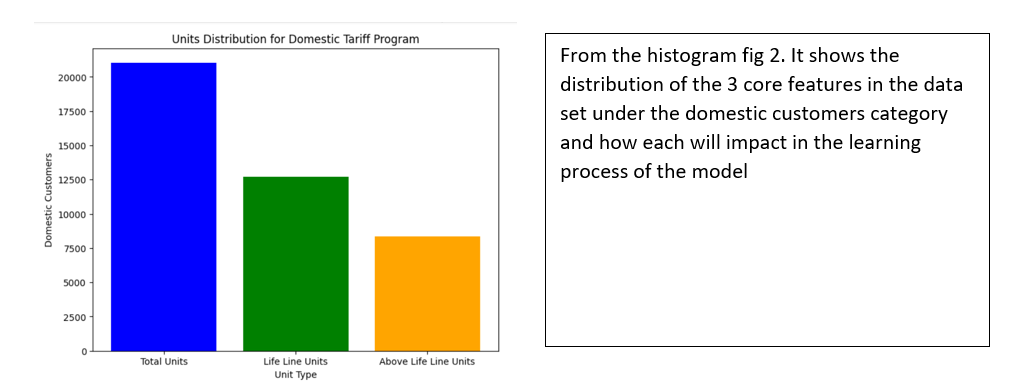 Units Distribution for Domestic Tariff Program
20000
17500
15000
12500
10000
7500
5000
2500
0
Domestic Customers
Total Units
Life Line Units
Above Life Line Units
Unit Type
From the histogram fig 2. It shows the
distribution of the 3 core features in the data
set under the domestic customers category
and how each will impact in the learning
process of the model